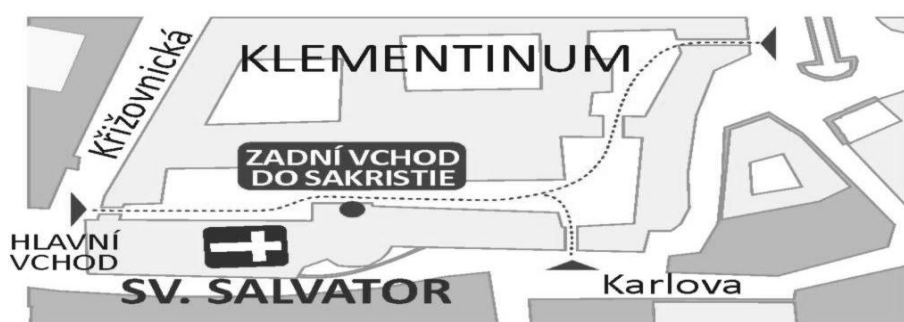 KLEMENTINUM
Křižovnická
ZADNÍ VCHOD
DO SAKRISTIE
HLAVNÍ
VCHOD
SV. SALVATOR
Karlova